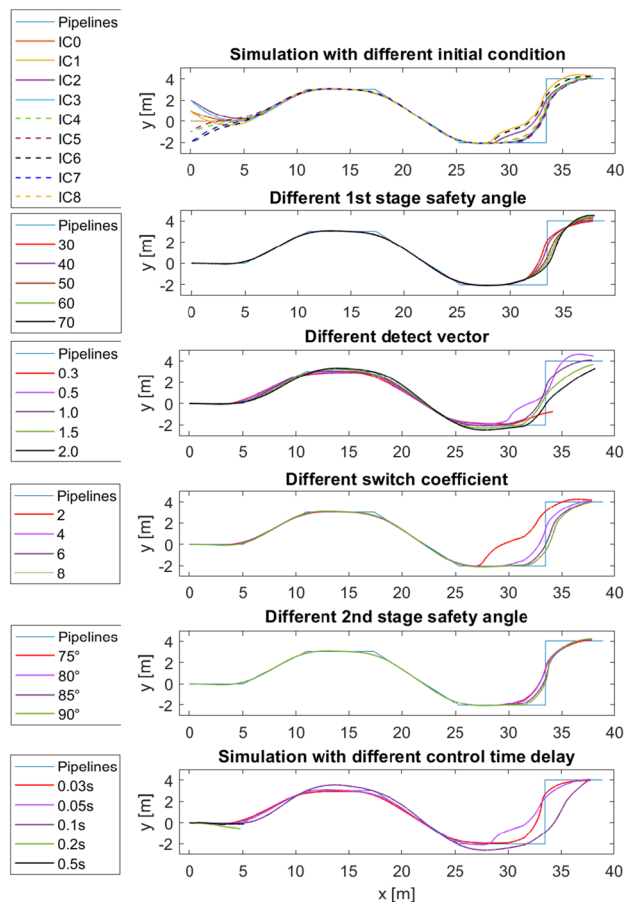 Pipelines
IC0
IC1
IC2
IC3
IC4
IC5
IC6
IC7
IC8
Simulation with different initial condition
y [m]
4
2
0
-2
0 5 10 15 20 25 30 35 40
Pipelines
30
40
50
60
70
Different 1st stage safety angle
y [m]
4
2
0
-2
0 5 10 15 20 25 30 35 40
Pipelines
0.3
0.5
1.0
1.5
2.0
Different detect vector
y [m]
4
2
0
-2
0 5 10 15 20 25 30 35 40
Pipelines
2
4
6
8
Different switch coefficient
y [m]
4
2
0
-2
0 5 10 15 20 25 30 35 40
Pipelines
75°
80°
85°
90°
Different 2nd stage safety angle
y [m]
4
2
0
-2
0 5 10 15 20 25 30 35 40
Pipelines
0.03s
0.05s
0.1s
0.2s
0.5s
Simulation with different control time delay
y [m]
4
2
0
-2
0 5 10 15 20 25 30 35 40
x [m]